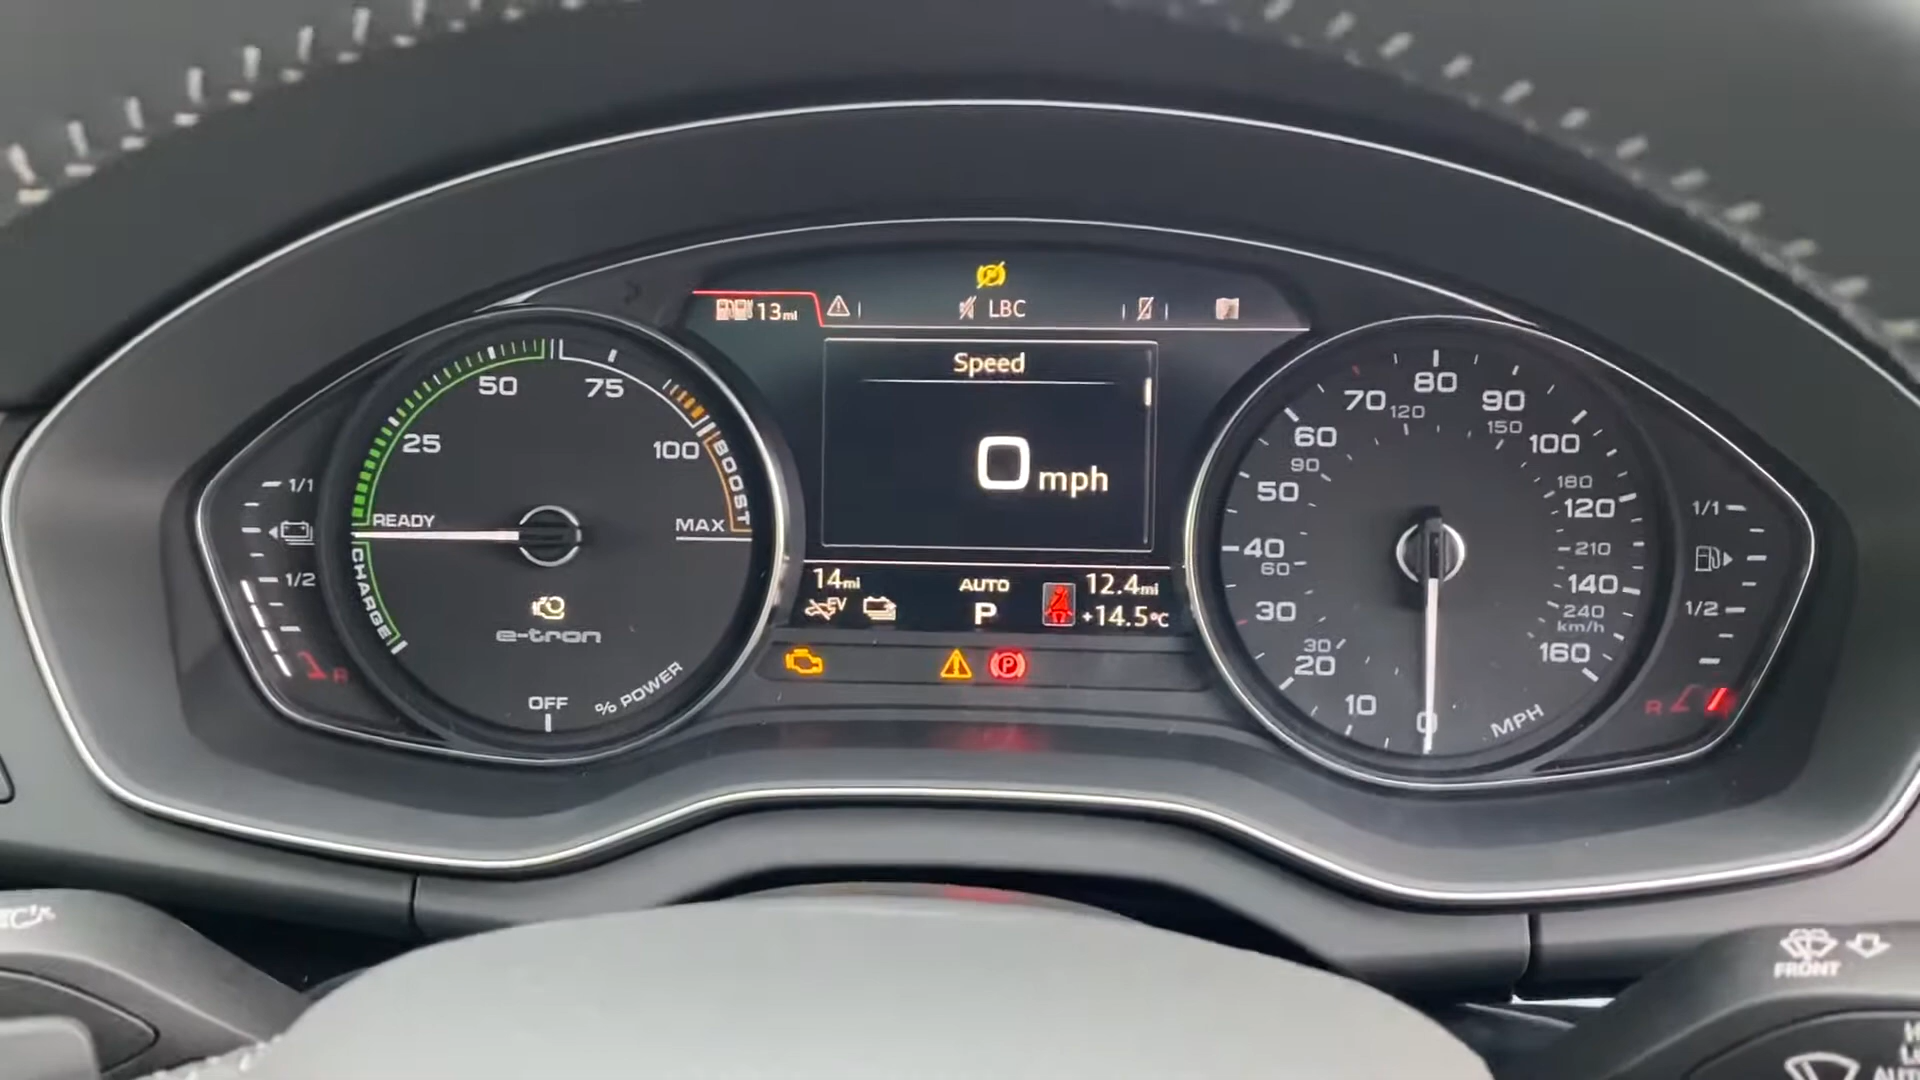 13mi
LBC
Speed
0 mph
14mi
EV
AUTO
P
12.4mi
+14.5°C
1/1
1/2
R
25
50
75
100
BOOST
READY
MAX
CHARGE
e-tron
OFF
% POWER
P
0
10
20
30
40
50
60
70
80
90
100
120
140
160
30
60
90
120
150
180
210
240
km/h
MPH
1/1
1/2
R
FRONT